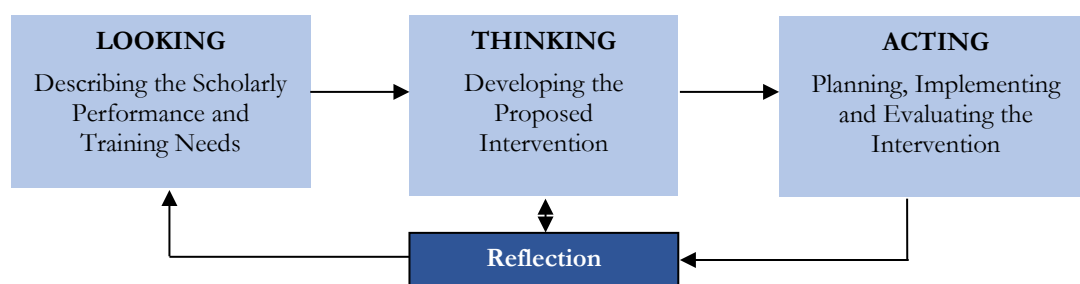 LOOKING
Describing the Scholarly
Performance and
Training Needs
THINKING
Developing the
Proposed
Intervention
ACTING
Planning, Implementing
and Evaluating the
Intervention
Reflection